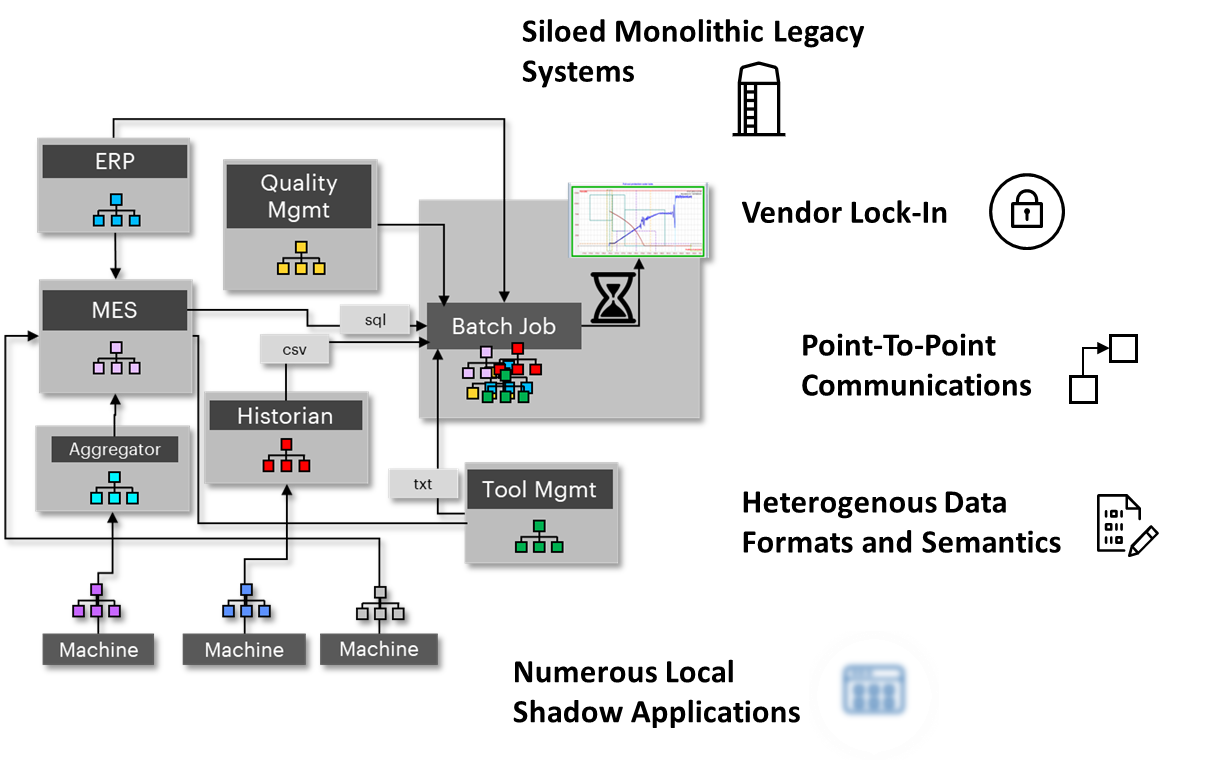 Siloed Monolithic Legacy
Systems
ERP
Quality
Mgmt
Vendor Lock-In
MES
sql
Batch Job
csv
Point-To-Point
Communications
Historian
Aggregator
txt
Tool Mgmt
Heterogenous Data
Formats and Semantics
Machine
Machine
Machine
Numerous Local
Shadow Applications